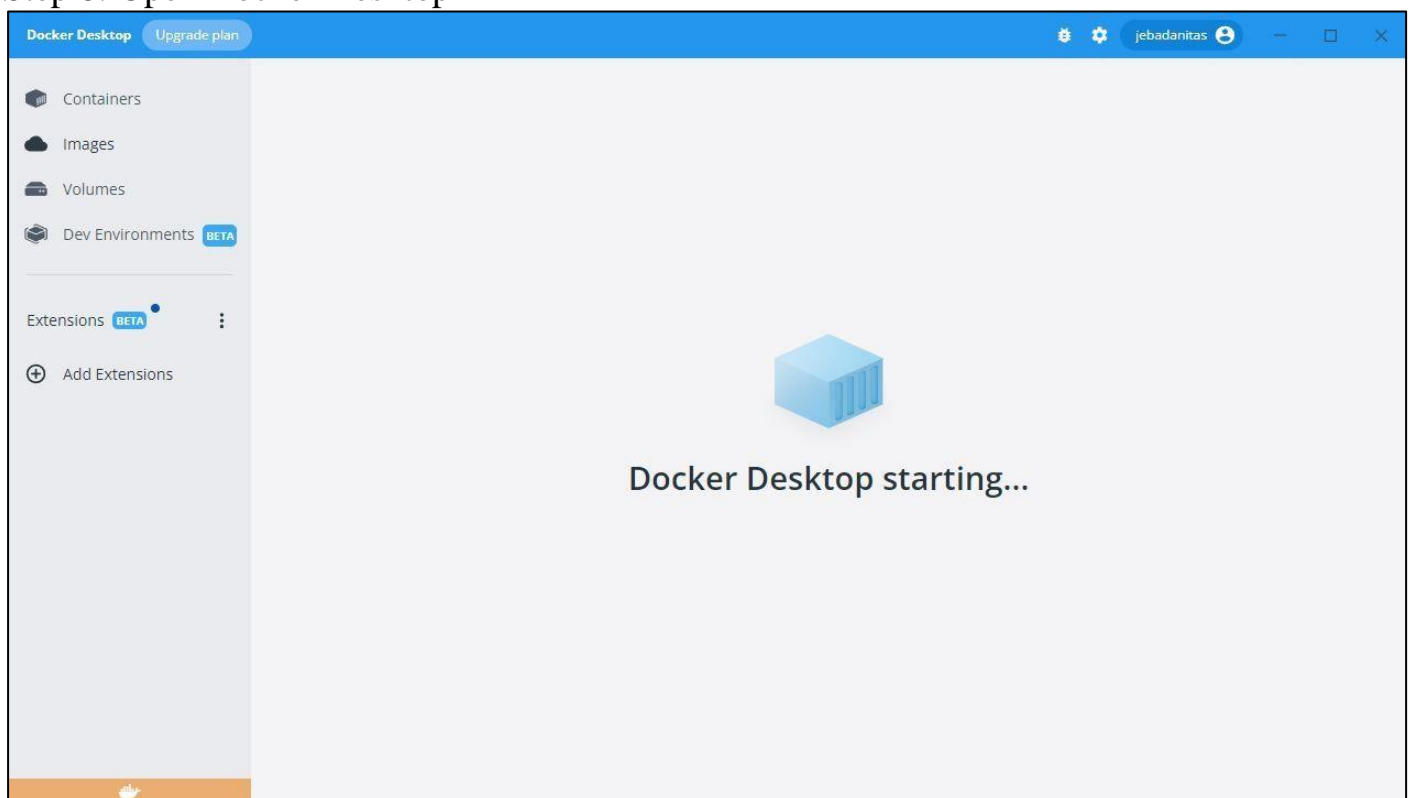 Docker Desktop Upgrade plan jebadanitas
Containers
Images
Volumes
Dev Environments BETA
Extensions BETA
Add Extensions
Docker Desktop starting...